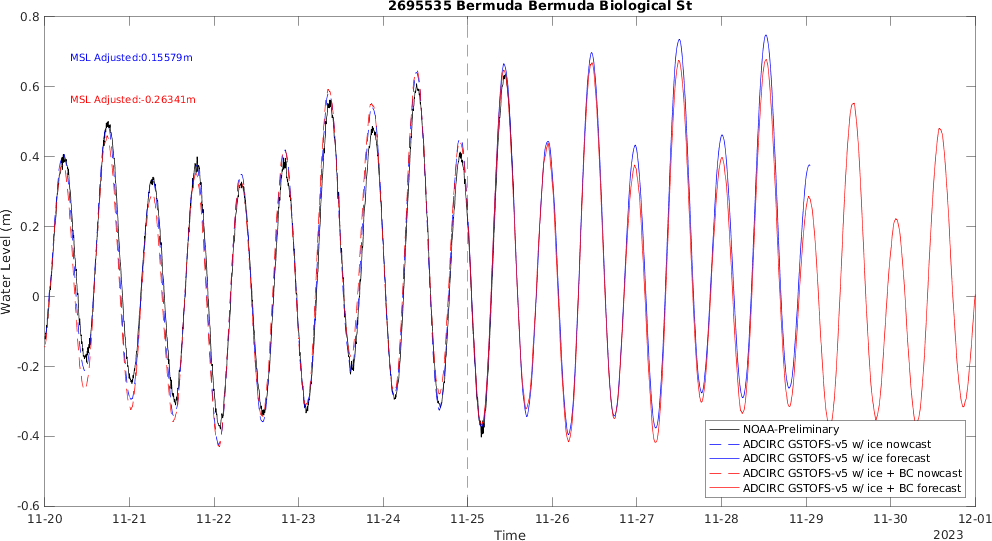 2695535 Bermuda Bermuda Biological St
MSL Adjusted:0.15579m
MSL Adjusted:-0.26341m
Water Level (m)
0.8
0.6
0.4
0.2
0
-0.2
-0.4
-0.6
NOAA-Preliminary
ADCIRC GSTOFS-v5 w/ ice nowcast
ADCIRC GSTOFS-v5 w/ ice forecast
ADCIRC GSTOFS-v5 w/ ice + BC nowcast
ADCIRC GSTOFS-v5 w/ ice + BC forecast
11-20 11-21 11-22 11-23 11-24 11-25 11-26 11-27 11-28 11-29 11-30 12-01
Time
2023